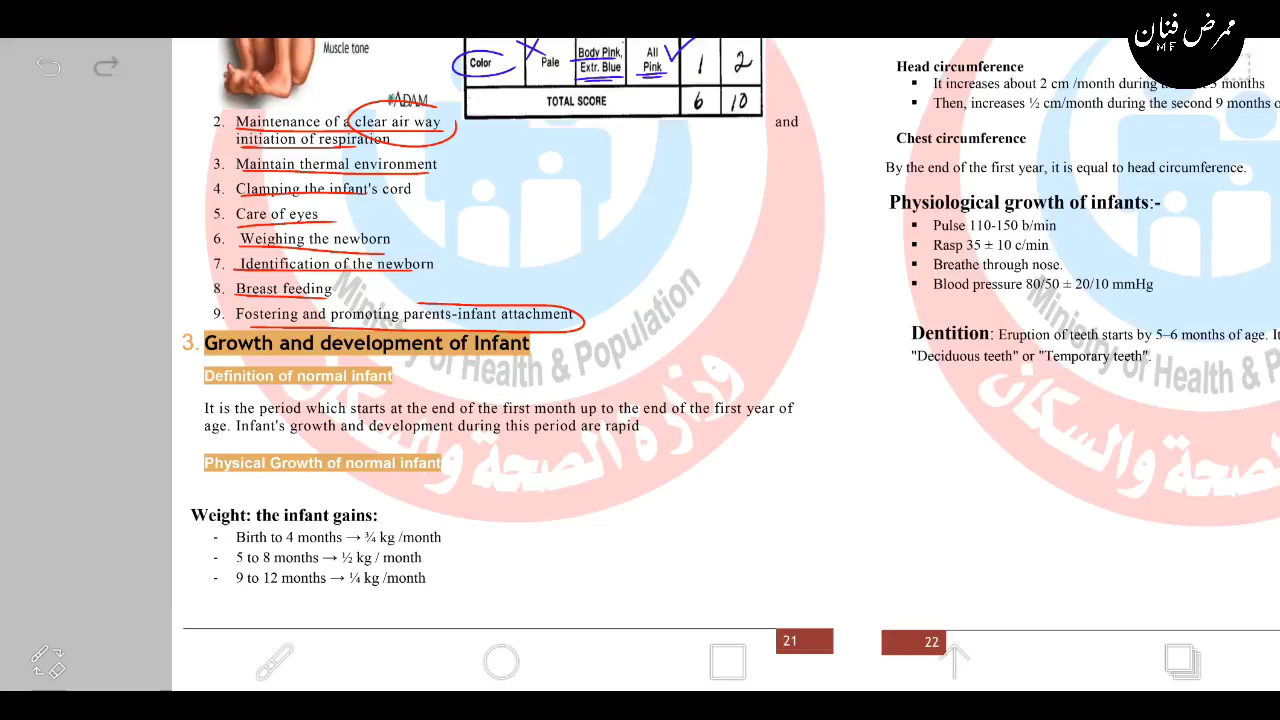 ممرض فنان
MF
Muscle tone
ADAM
Color
Pale
Body Pink,
Extr. Blue
All
Pink
1
2
TOTAL SCORE
6
10
2. Maintenance of a clear air way and
initiation of respiration
3. Maintain thermal environment
4. Clamping the infant's cord
5. Care of eyes
6. Weighing the newborn
7. Identification of the newborn
8. Breast feeding
9. Fostering and promoting parents-infant attachment
3. Growth and development of Infant
Definition of normal infant
It is the period which starts at the end of the first month up to the end of the first year of
age. Infant's growth and development during this period are rapid
Physical Growth of normal infant
Weight: the infant gains:
- Birth to 4 months → ¾ kg /month
- 5 to 8 months → ½ kg / month
- 9 to 12 months → ¼ kg /month
21
Ministry of Health & Population
وزارة الصحة والسكان
Head circumference
▪ It increases about 2 cm /month during months
▪ Then, increases ½ cm/month during the second 9 months
Chest circumference
By the end of the first year, it is equal to head circumference.
Physiological growth of infants:-
▪ Pulse 110-150 b/min
▪ Rasp 35 ± 10 c/min
▪ Breathe through nose.
▪ Blood pressure 80/50 ± 20/10 mmHg
Dentition: Eruption of teeth starts by 5–6 months of age.
"Deciduous teeth" or "Temporary teeth".
22
Ministry of Health &
الصحة والسكان